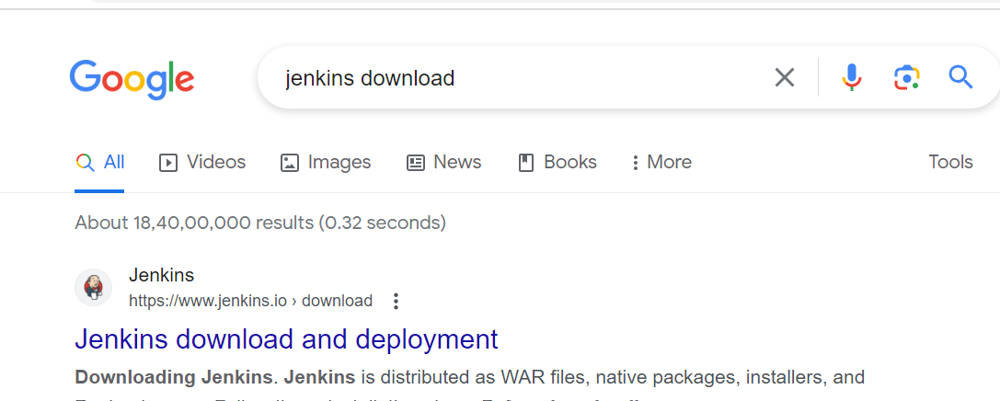 Google
jenkins download
All Videos Images News Books More Tools
About 18,40,00,000 results (0.32 seconds)
Jenkins
https://www.jenkins.io › download
Jenkins download and deployment
Downloading Jenkins. Jenkins is distributed as WAR files, native packages, installers, and